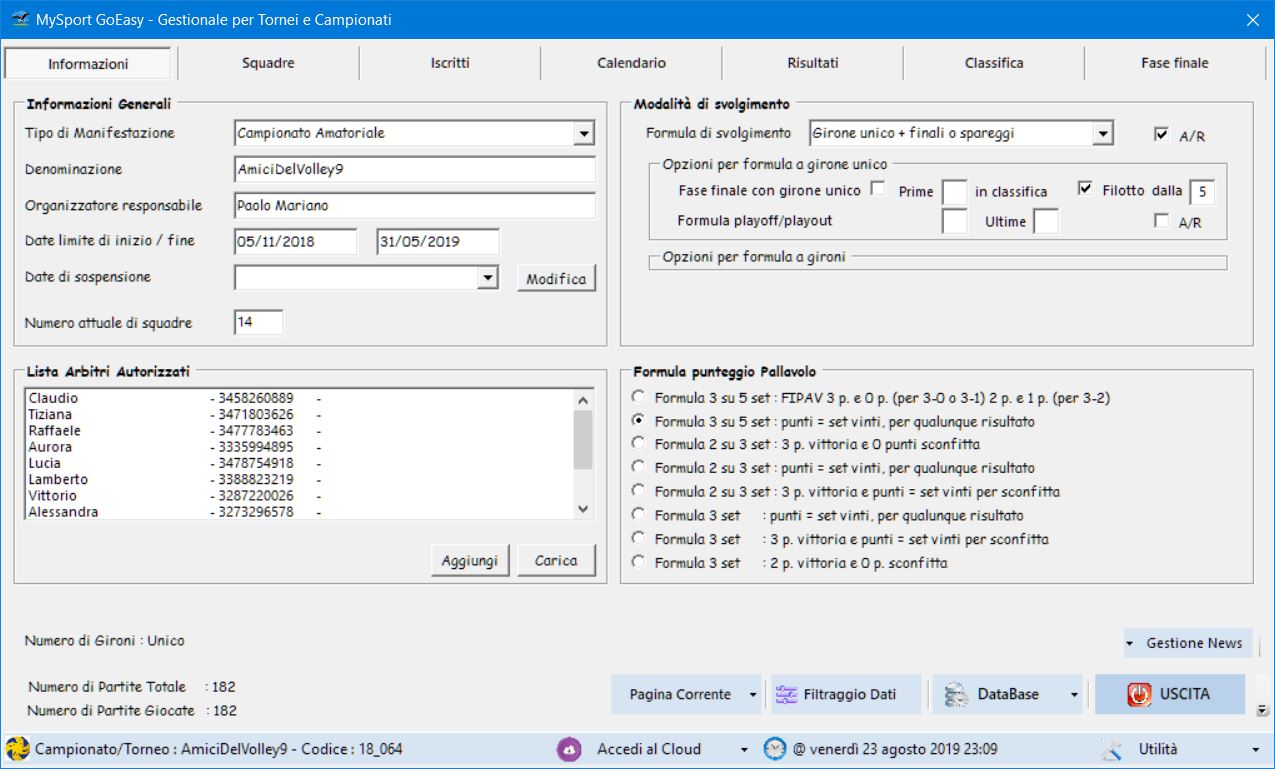 MySport GoEasy - Gestionale per Tornei e Campionati
Informazioni Squadre Iscritti Calendario Risultati Classifica Fase finale
Informazioni Generali
Tipo di Manifestazione Campionato Amatoriale
Denominazione AmiciDelVolley9
Organizzatore responsabile Paolo Mariano
Date limite di inizio / fine 05/11/2018 31/05/2019
Date di sospensione Modifica
Numero attuale di squadre 14
Modalità di svolgimento
Formula di svolgimento Girone unico + finali o spareggi A/R
Opzioni per formula a girone unico
Fase finale con girone unico Prime in classifica Filotto dalla 5
Formula playoff/playout Ultime A/R
Opzioni per formula a gironi
Lista Arbitri Autorizzati
Claudio - 3458260889 -
Tiziana - 3471803626 -
Raffaele - 3477783463 -
Aurora - 3335994895 -
Lucia - 3478754918 -
Lamberto - 3388823219 -
Vittorio - 3287220026 -
Alessandra - 3273296578 -
Aggiungi Carica
Formula punteggio Pallavolo
Formula 3 su 5 set : FIPAV 3 p. e 0 p. (per 3-0 o 3-1) 2 p. e 1 p. (per 3-2)
Formula 3 su 5 set : punti = set vinti, per qualunque risultato
Formula 2 su 3 set : 3 p. vittoria e 0 punti sconfitta
Formula 2 su 3 set : punti = set vinti, per qualunque risultato
Formula 2 su 3 set : 3 p. vittoria e punti = set vinti per sconfitta
Formula 3 set : punti = set vinti, per qualunque risultato
Formula 3 set : 3 p. vittoria e punti = set vinti per sconfitta
Formula 3 set : 2 p. vittoria e 0 p. sconfitta
Numero di Gironi : Unico
Gestione News
Numero di Partite Totale : 182
Numero di Partite Giocate : 182
Pagina Corrente Filtraggio Dati DataBase USCITA
Campionato/Torneo : AmiciDelVolley9 - Codice : 18_064 Accedi al Cloud @ venerdì 23 agosto 2019 23:09 Utilità